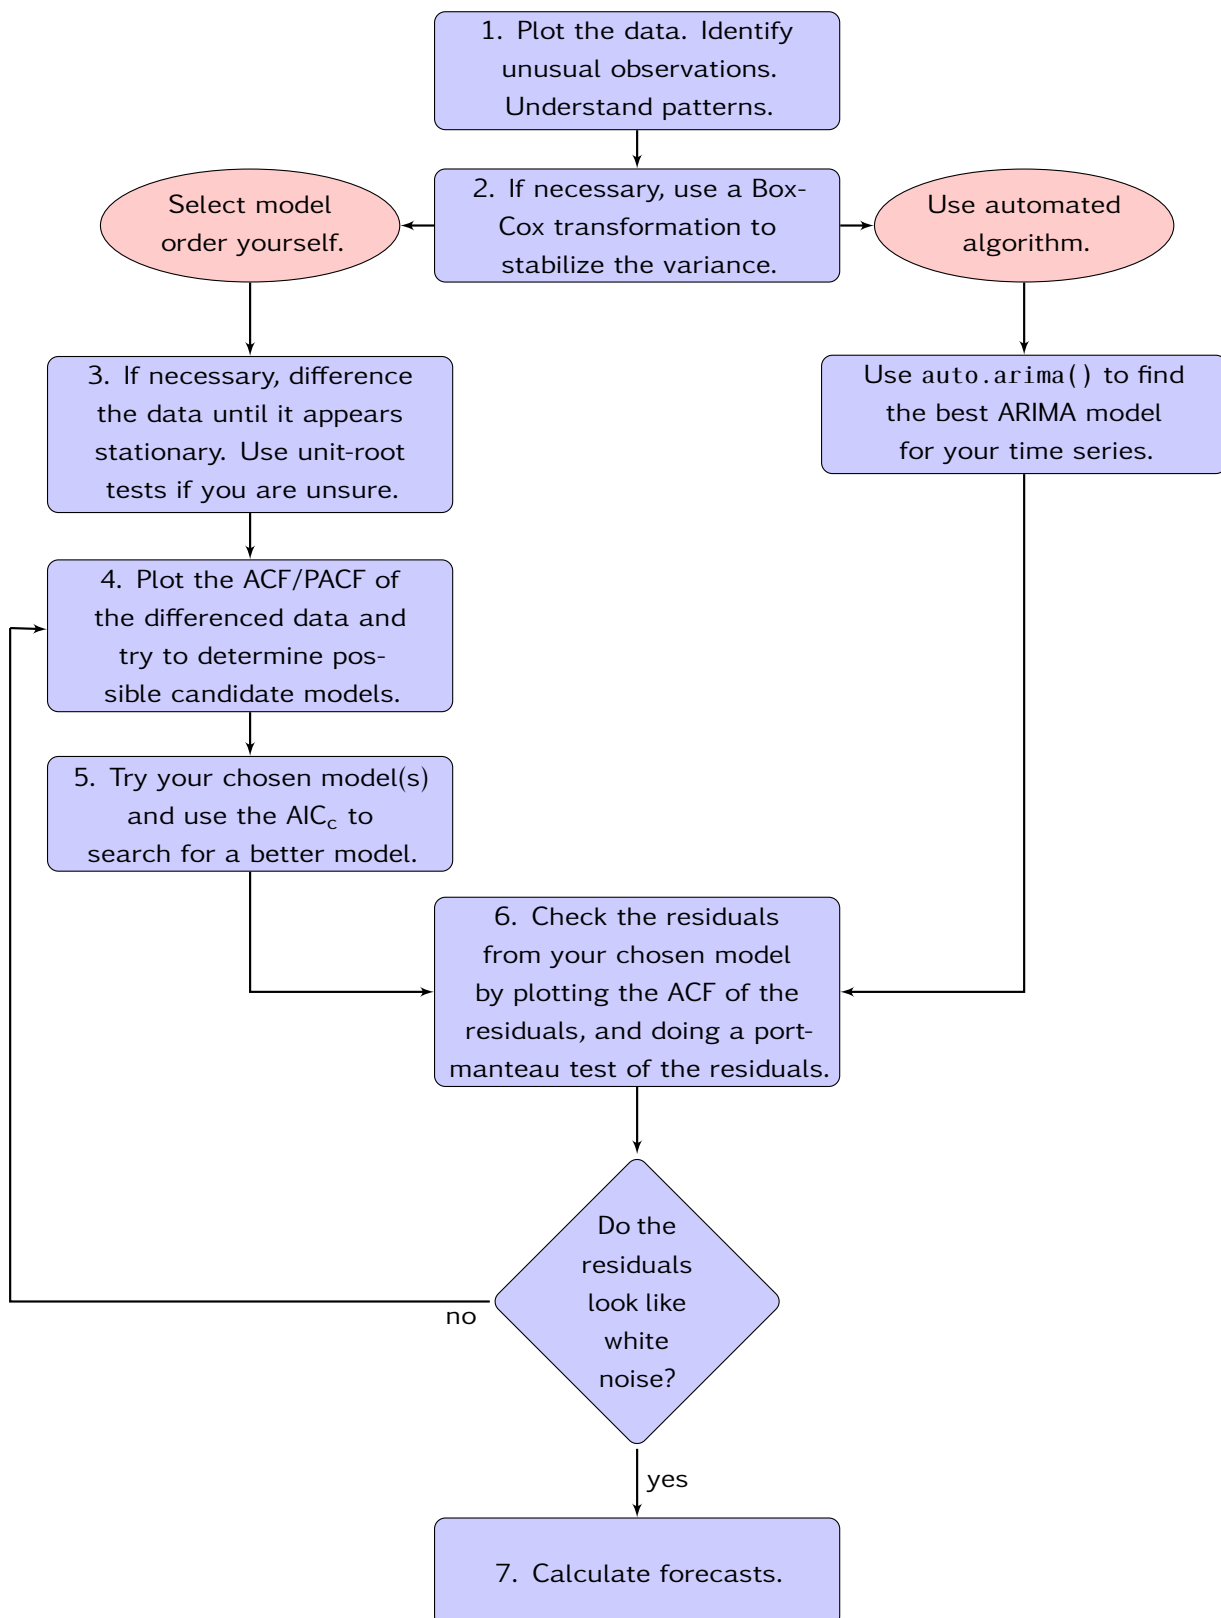 1. Plot the data. Identify
unusual observations.
Understand patterns.
Select model
order yourself.
2. If necessary, use a Box-
Cox transformation to
stabilize the variance.
Use automated
algorithm.
3. If necessary, difference
the data until it appears
stationary. Use unit-root
tests if you are unsure.
Use auto.arima() to find
the best ARIMA model
for your time series.
4. Plot the ACF/PACF of
the differenced data and
try to determine pos-
sible candidate models.
5. Try your chosen model(s)
and use the AICc to
search for a better model.
6. Check the residuals
from your chosen model
by plotting the ACF of the
residuals, and doing a port-
manteau test of the residuals.
Do the
residuals
look like
white
noise?
no
yes
7. Calculate forecasts.